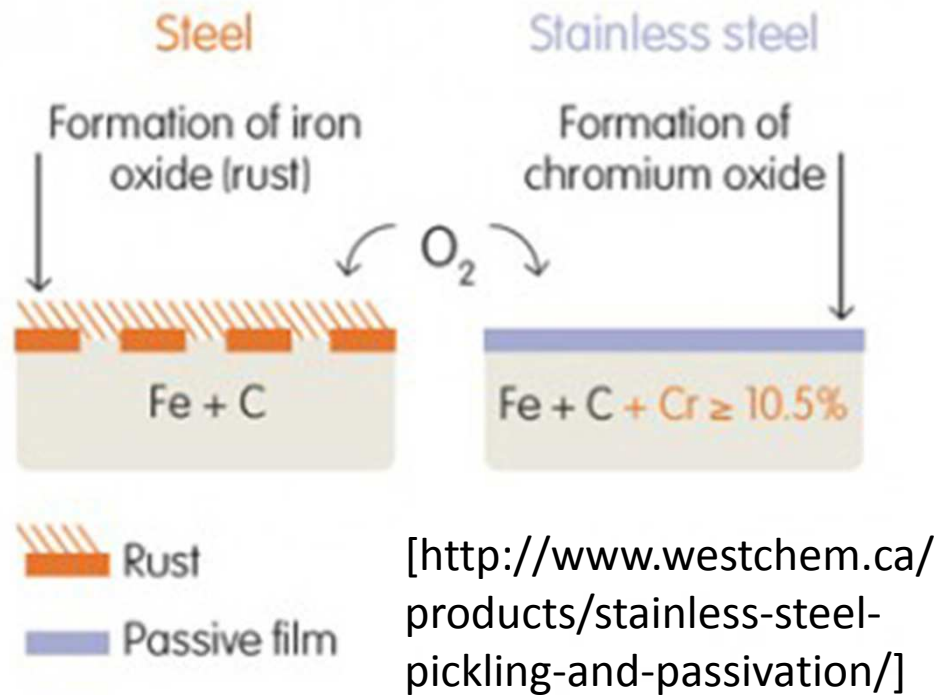 Steel
Stainless steel
Formation of iron
oxide (rust)
Formation of
chromium oxide
O₂
Fe + C
Fe + C + Cr ≥ 10.5%
Rust
Passive film
[http://www.westchem.ca/
products/stainless-steel-
pickling-and-passivation/]